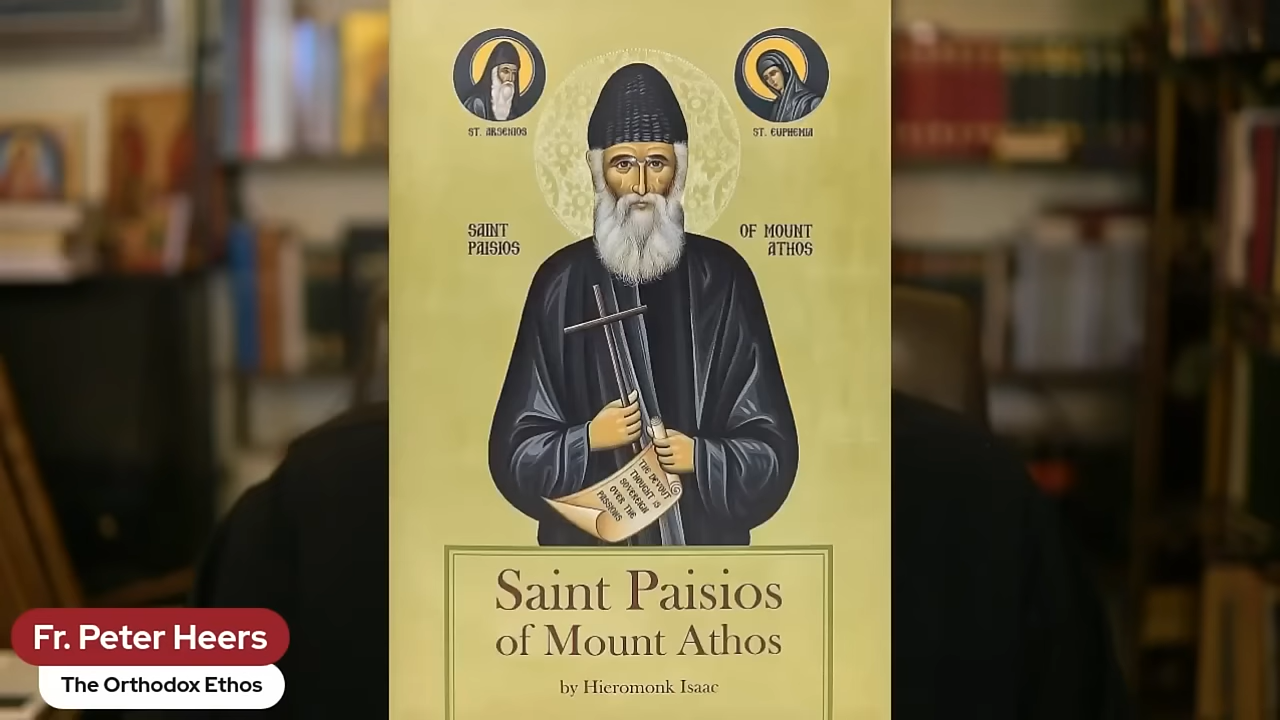 ST. ARSENIOS
ST. EUPHEMIA
SAINT
PAISIOS
OF MOUNT
ATHOS
THE DEVOUT
THOUGHT IS
SOVEREIGN
OVER THE
PASSIONS
Saint Paisios
of Mount Athos
by Hieromonk Isaac
Fr. Peter Heers
The Orthodox Ethos